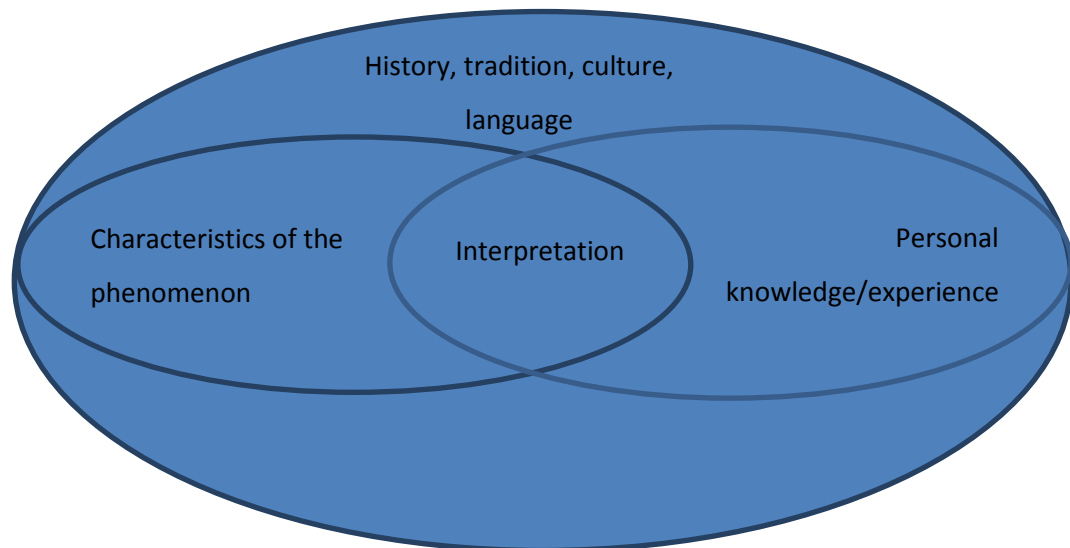 History, tradition, culture,
language
Characteristics of the
phenomenon
Interpretation
Personal
knowledge/experience